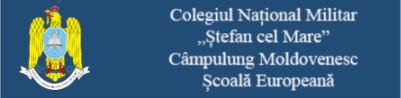 Colegiul Național Militar
„Ștefan cel Mare”
Câmpulung Moldovenesc
Școală Europeană